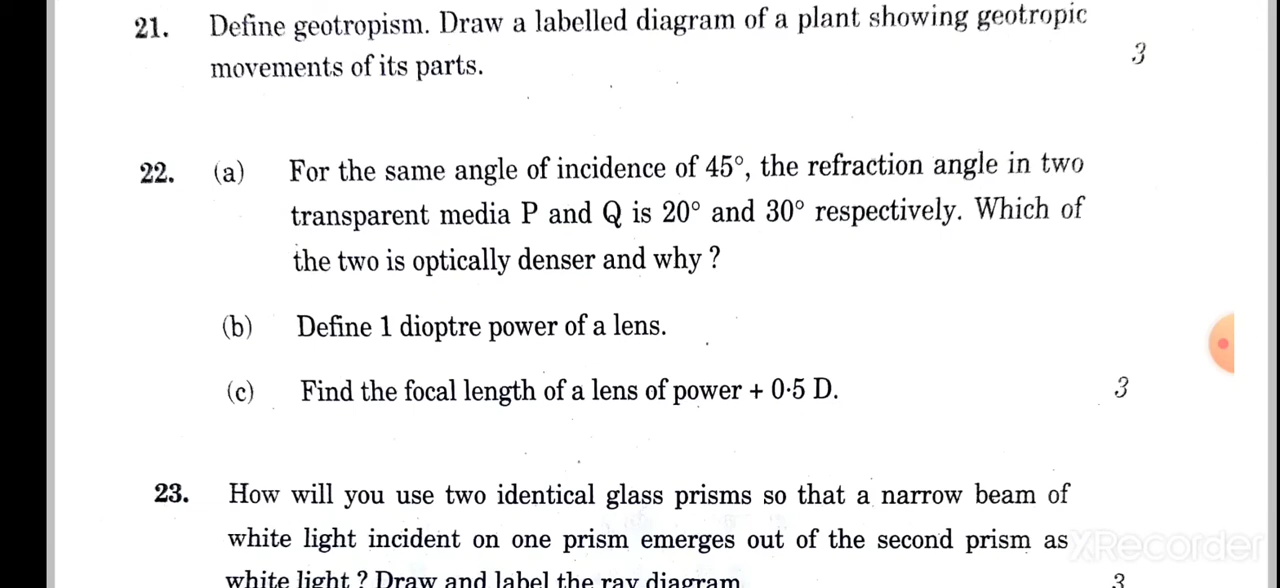 21. Define geotropism. Draw a labelled diagram of a plant showing geotropic
movements of its parts. 3
22. (a) For the same angle of incidence of 45°, the refraction angle in two
transparent media P and Q is 20° and 30° respectively. Which of
the two is optically denser and why ?
(b) Define 1 dioptre power of a lens.
(c) Find the focal length of a lens of power + 0·5 D. 3
23. How will you use two identical glass prisms so that a narrow beam of
white light incident on one prism emerges out of the second prism as
XRecorder
white light ? Draw and label the ray diagram 3